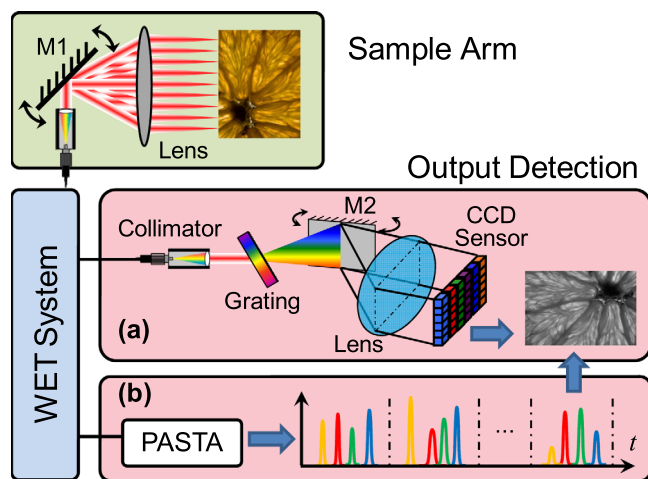 M1
Sample Arm
Lens
Output Detection
WET System
Collimator
M2
CCD
Sensor
Grating
Lens
(a)
(b)
PASTA
...
t